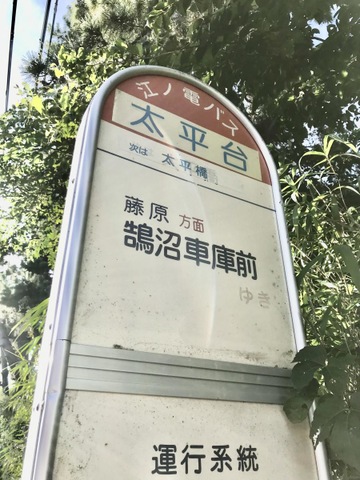 江ノ電バス
太平台
次は 太平橋
藤原 方面
鵠沼車庫前
ゆき
運行系統